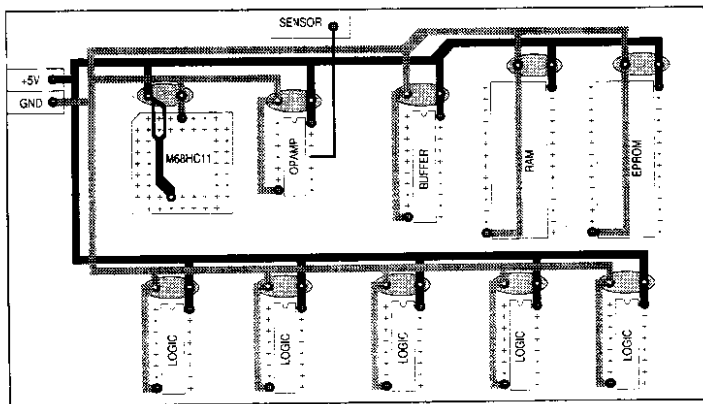 SENSOR
+5V
GND
M68HC11
OPAMP
BUFFER
RAM
EPROM
LOGIC
LOGIC
LOGIC
LOGIC
LOGIC